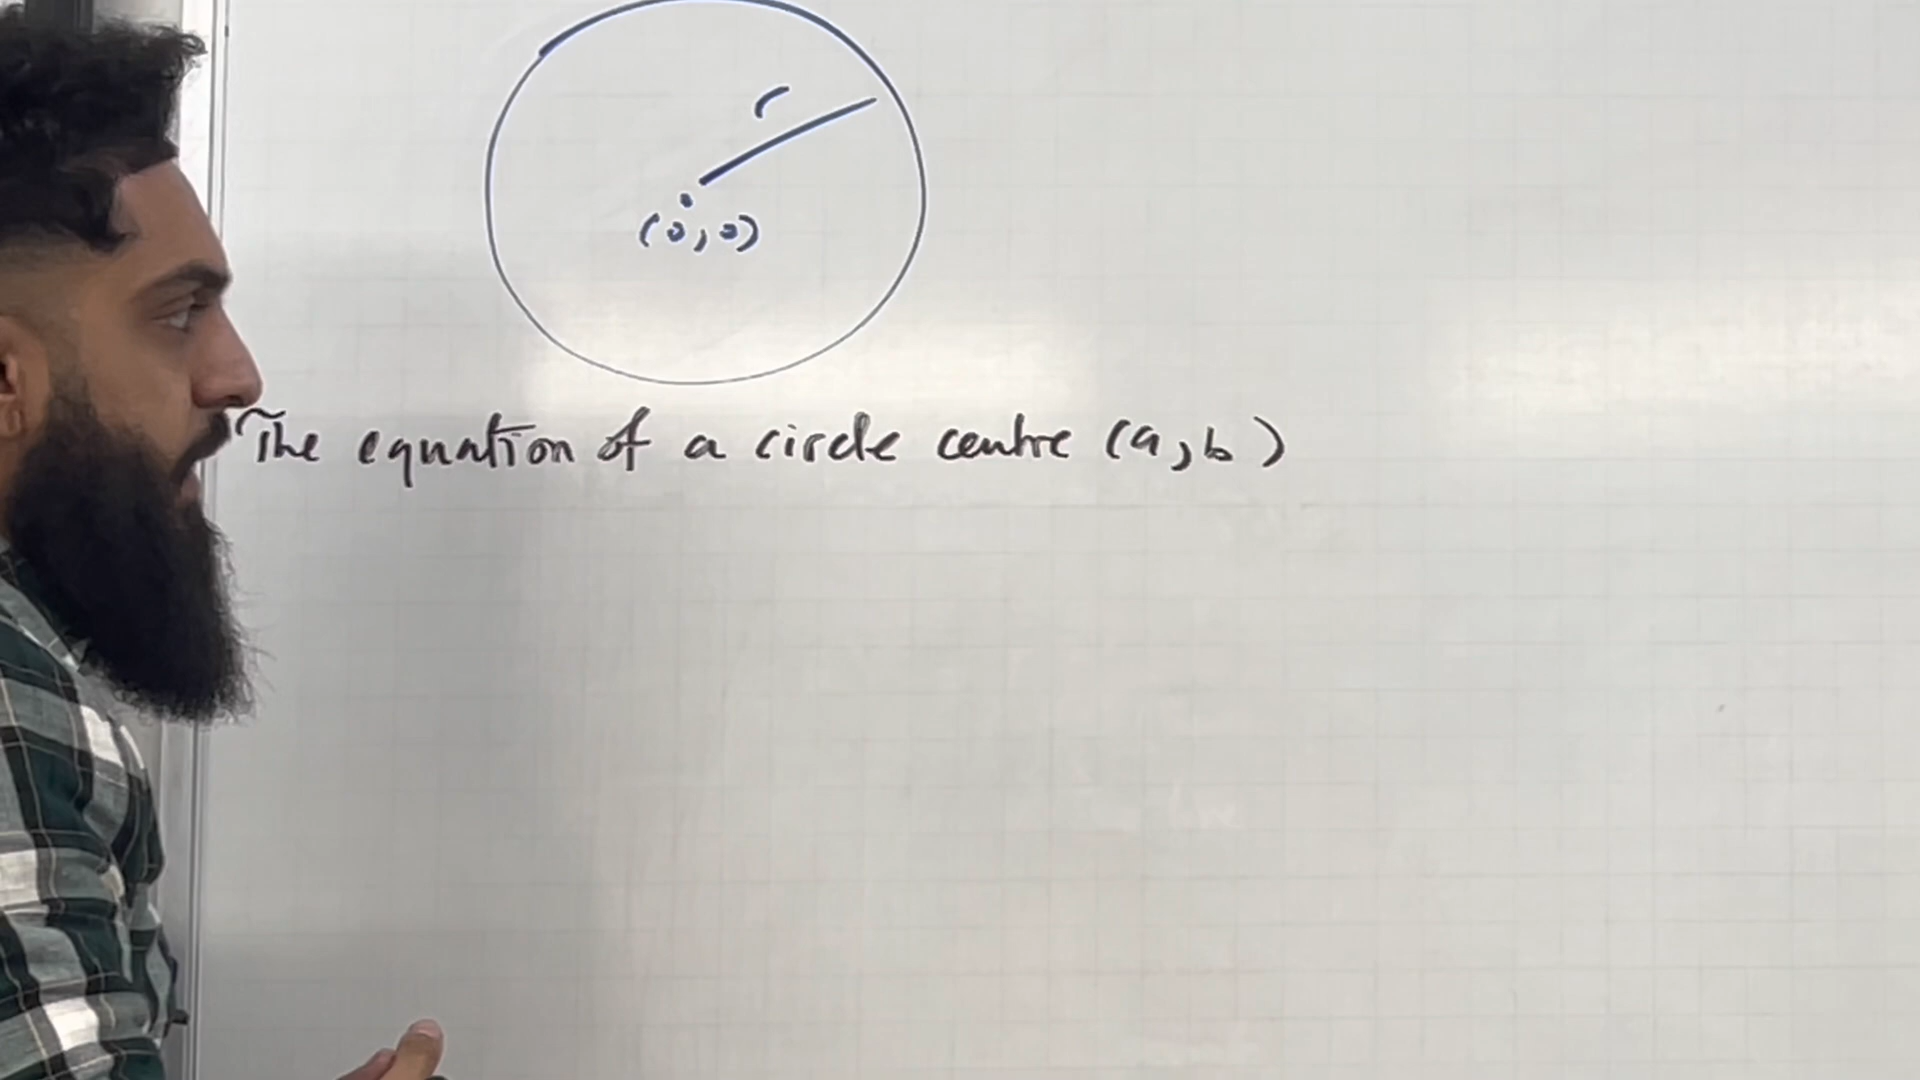 r
(0,0)
The equation of a circle centre (a,b)